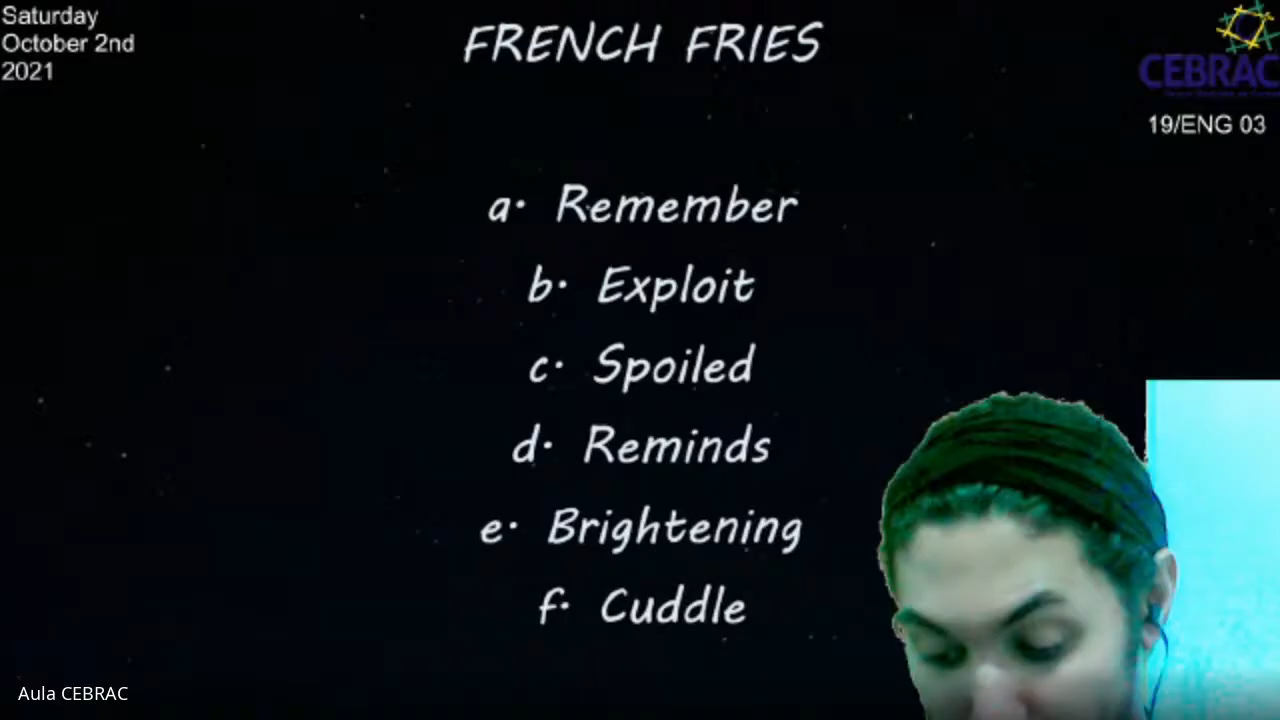 Saturday
October 2nd
2021
FRENCH FRIES
CEBRAC
19/ENG 03
a. Remember
b. Exploit
c. Spoiled
d. Reminds
e. Brightening
f. Cuddle
Aula CEBRAC